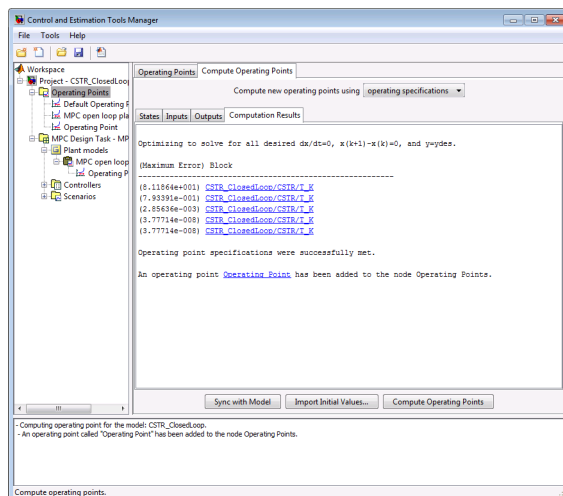 Control and Estimation Tools Manager
File Tools Help
Workspace
Project - CSTR_ClosedLoo
Operating Points
Default Operating P
MPC open loop pla
Operating Point
MPC Design Task - MP
Plant models
MPC open loop
Operating P
Controllers
Scenarios
Operating Points Compute Operating Points
Compute new operating points using operating specifications
States Inputs Outputs Computation Results
Optimizing to solve for all desired dx/dt=0, x(k+1)-x(k)=0, and y=ydes.
(Maximum Error) Block
---------------------------------------------------------
(8.11864e+001) CSTR_ClosedLoop/CSTR/T_K
(7.93391e+001) CSTR_ClosedLoop/CSTR/T_K
(2.85636e-003) CSTR_ClosedLoop/CSTR/T_K
(3.77714e-008) CSTR_ClosedLoop/CSTR/T_K
(3.77714e-008) CSTR_ClosedLoop/CSTR/T_K
Operating point specifications were successfully met.
An operating point Operating Point has been added to the node Operating Points.
Sync with Model Import Initial Values... Compute Operating Points
- Computing operating point for the model: CSTR_ClosedLoop.
- An operating point called "Operating Point" has been added to the node Operating Points.
Compute operating points.